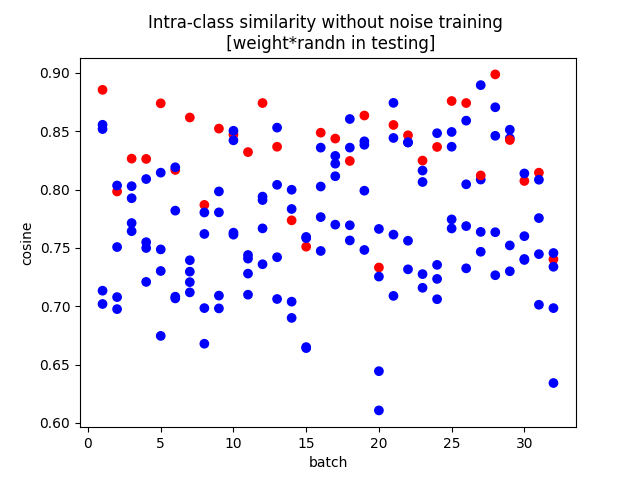 Intra-class similarity without noise training
[weight*randn in testing]
0.90
0.85
0.80
0.75
0.70
0.65
0.60
cosine
0 5 10 15 20 25 30
batch